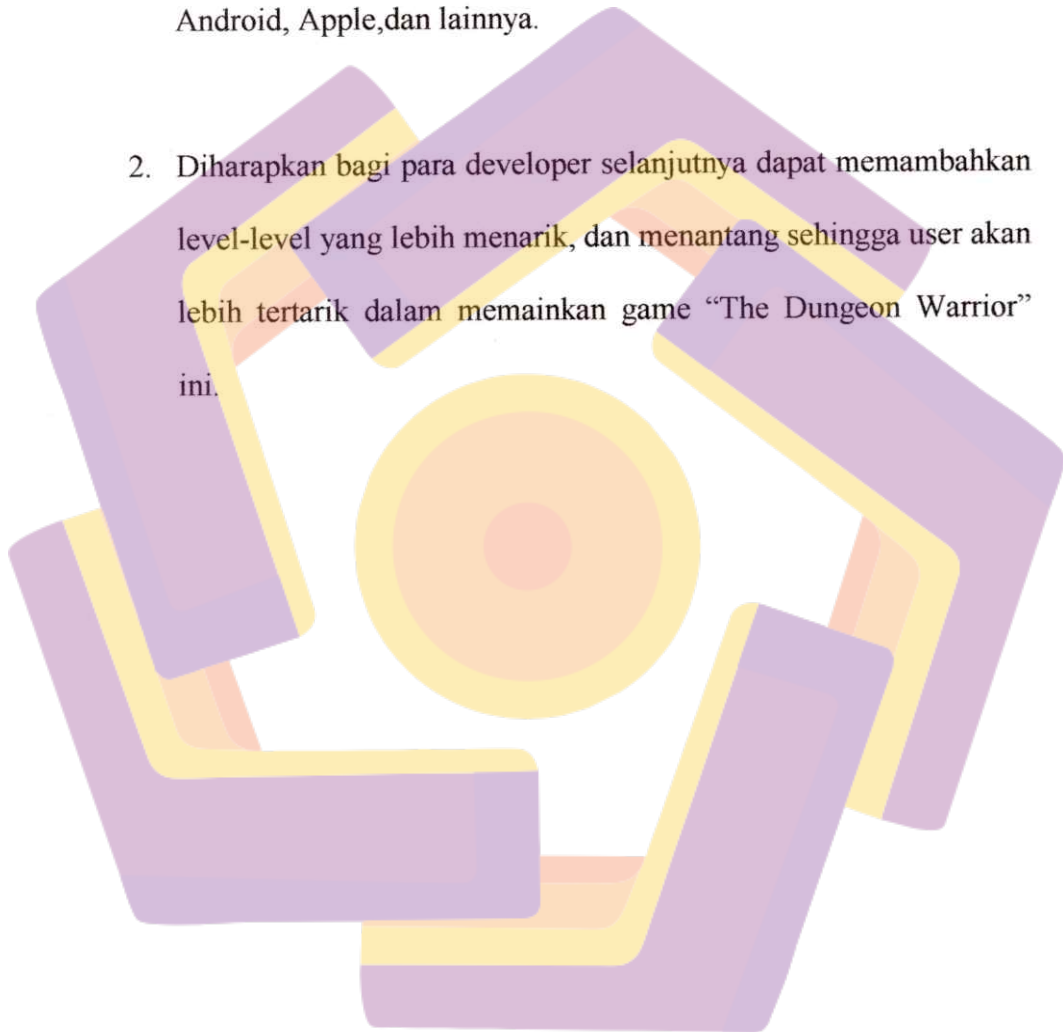 Android, Apple,dan lainnya.
2. Diharapkan bagi para developer selanjutnya dapat memambahkan
level-level yang lebih menarik, dan menantang sehingga user akan
lebih tertarik dalam memainkan game “The Dungeon Warrior”
ini.